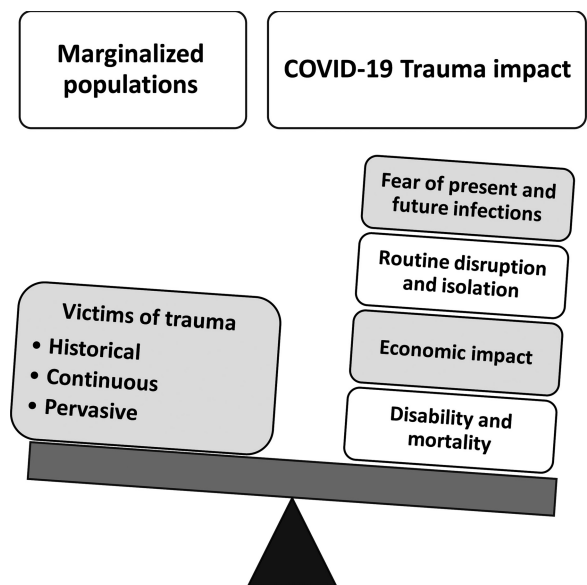 Marginalized
populations
COVID-19 Trauma impact
Victims of trauma
• Historical
• Continuous
• Pervasive
Fear of present and
future infections
Routine disruption
and isolation
Economic impact
Disability and
mortality